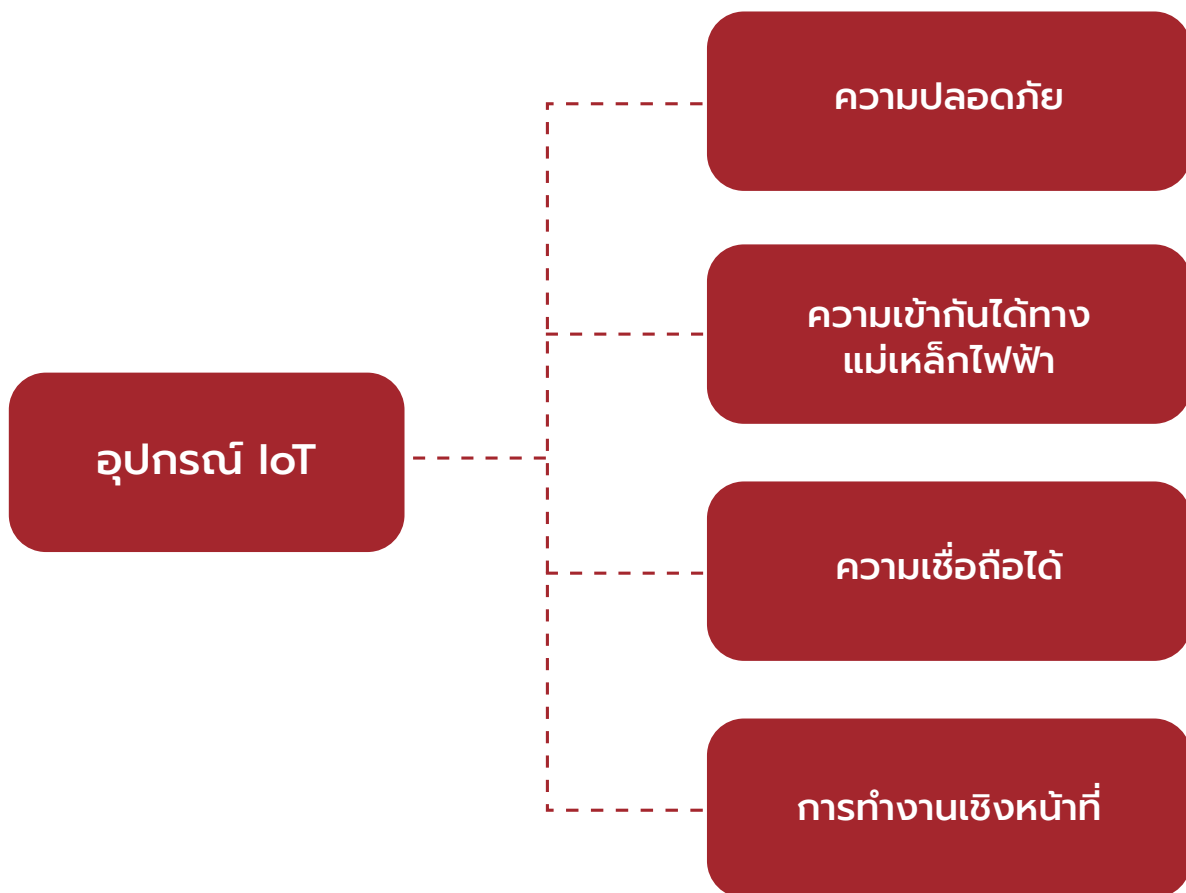 ความปลอดภัย
ความเข้ากันได้ทาง
แม่เหล็กไฟฟ้า
อุปกรณ์ IoT
ความเชื่อถือได้
การทำงานเชิงหน้าที่